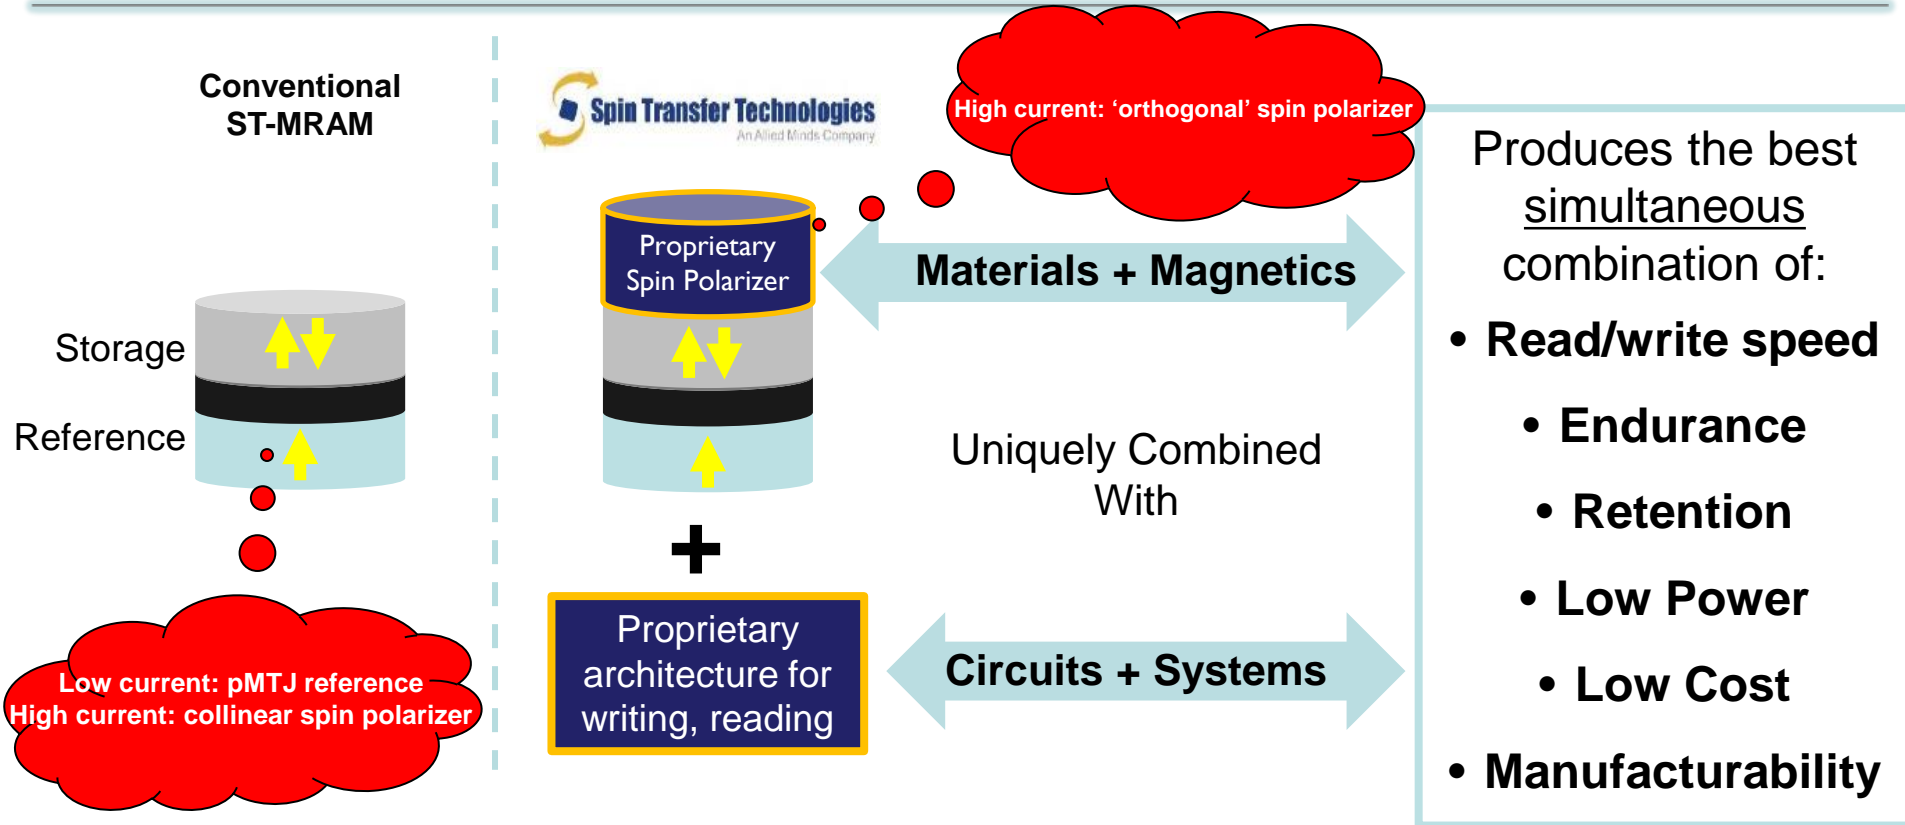 Conventional
ST-MRAM
Storage
Reference
Low current: pMTJ reference
High current: collinear spin polarizer
Spin Transfer Technologies
An Allied Minds Company
High current: ‘orthogonal’ spin polarizer
Proprietary
Spin Polarizer
+
Proprietary
architecture for
writing, reading
Materials + Magnetics
Uniquely Combined
With
Circuits + Systems
Produces the best
simultaneous
combination of:
• Read/write speed
• Endurance
• Retention
• Low Power
• Low Cost
• Manufacturability